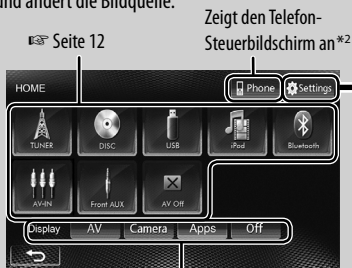 und ändert die Bildquelle.
☞ Seite 12
Zeigt den Telefon-
Steuerbildschirm an*2
HOME
Phone
Settings
TUNER
DISC
USB
iPod
Bluetooth
AV-IN
Front AUX
AV Off
Display
AV
Camera
Apps
Off